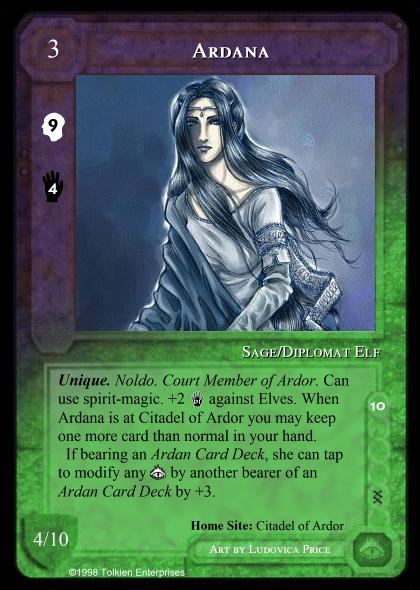 3
ARDANA
9
4
SAGE/DIPLOMAT ELF
Unique. Noldo. Court Member of Ardor. Can
use spirit-magic. +2 against Elves. When
Ardana is at Citadel of Ardor you may keep
one more card than normal in your hand.
If bearing an Ardan Card Deck, she can tap
to modify any by another bearer of an
Ardan Card Deck by +3.
10
Home Site: Citadel of Ardor
4/10
ART BY LUDOVICA PRICE
©1998 Tolkien Enterprises